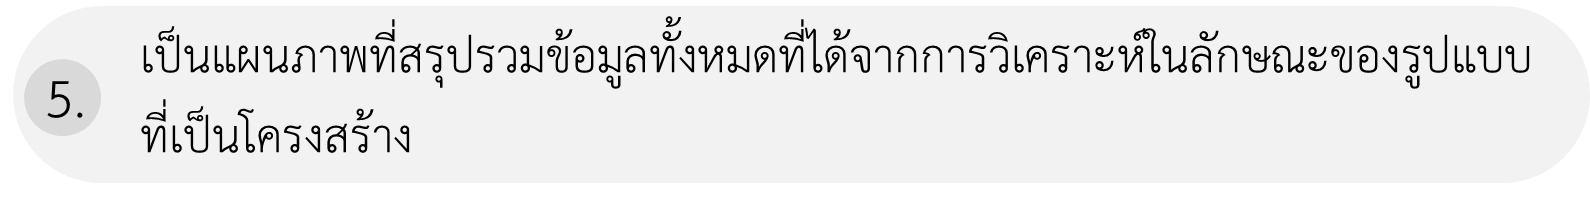 เป็นแผนภาพที่สรุปรวมข้อมูลทั้งหมดที่ได้จากการวิเคราะห์ในลักษณะของรูปแบบ
5.
ที่เป็นโครงสร้าง